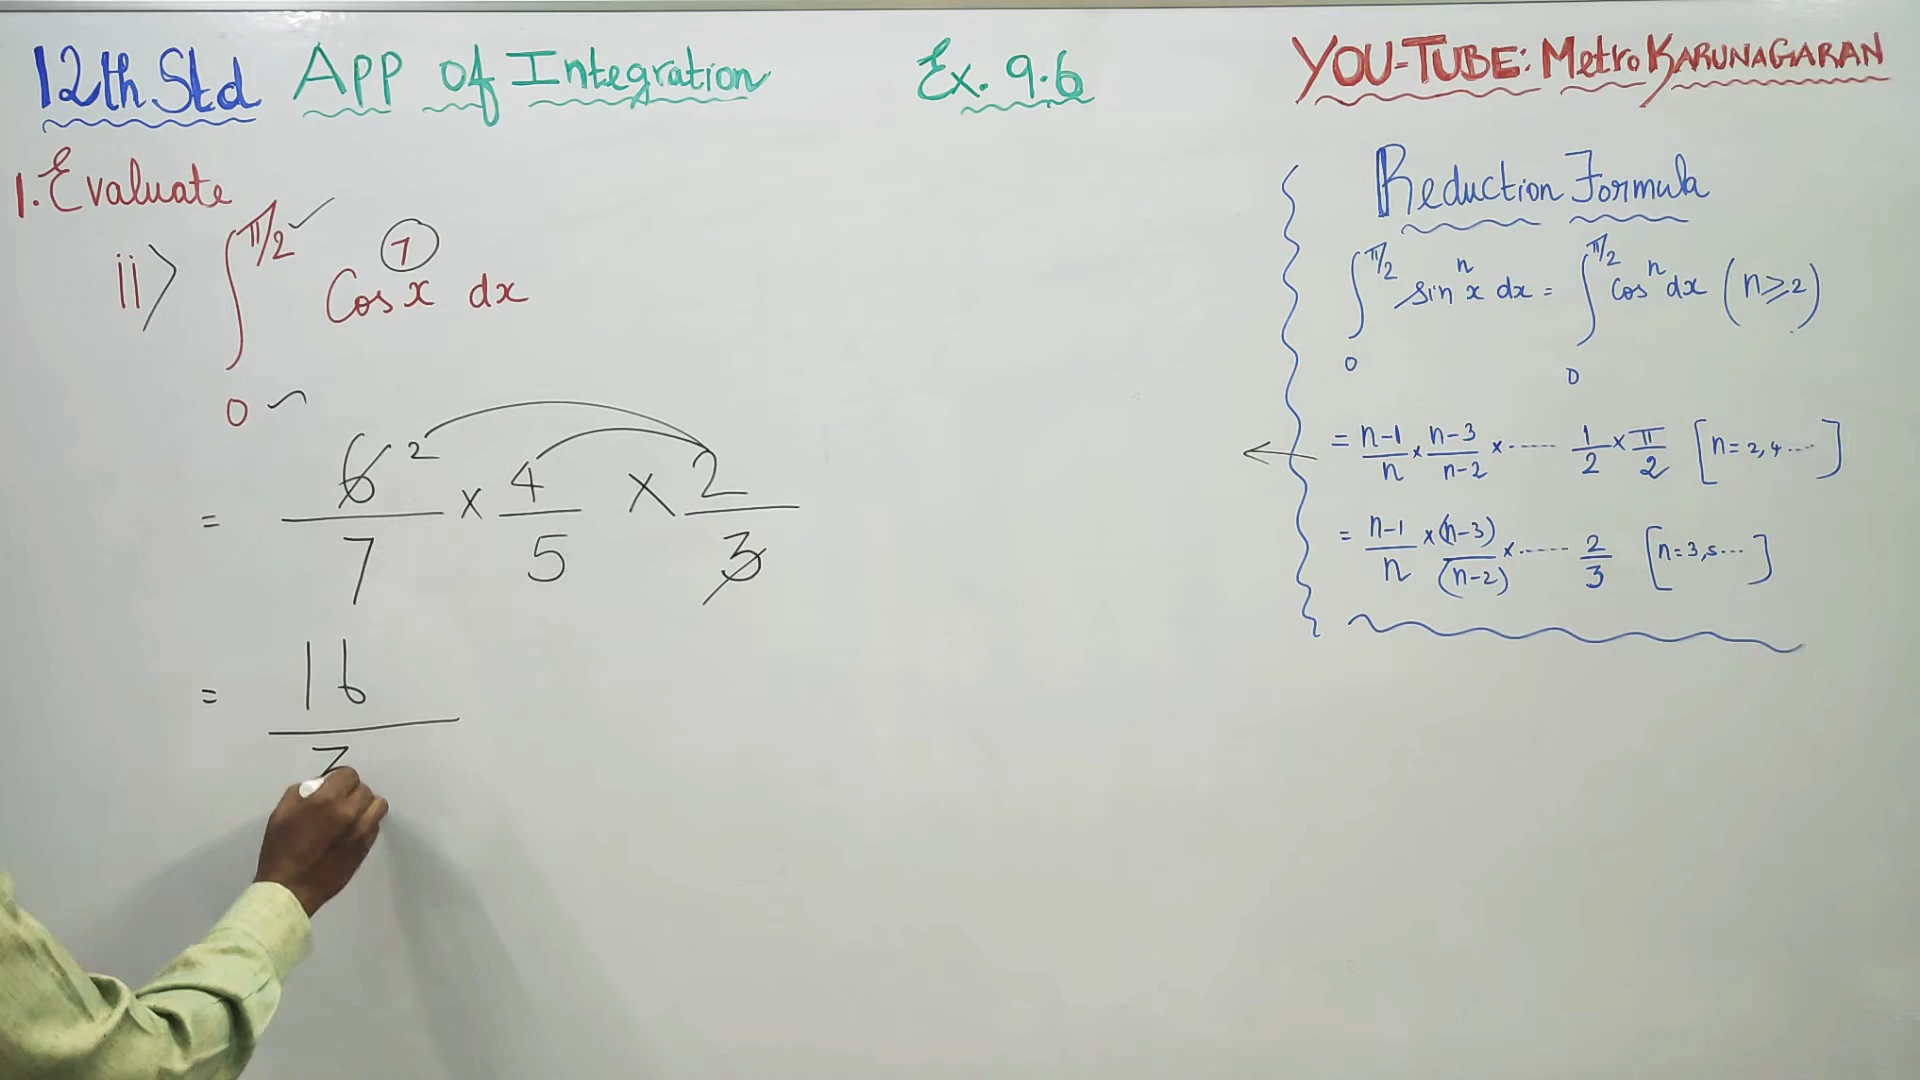 12th Std App of Integration Ex. 9.6
YOU-TUBE: Metro KARUNAGARAN
1. Evaluate
ii) ∫₀^{π/2} Cos⁷x dx
= 6/7 × 4/5 × 2/3
2
= 16/3
Reduction Formula
∫₀^{π/2} sinⁿx dx = ∫₀^{π/2} cosⁿ dx (n≥2)
= n-1/n × n-3/n-2 × ...... 1/2 × π/2 [n=2,4....]
= n-1/n × (n-3)/(n-2) × ...... 2/3 [n=3,5...]